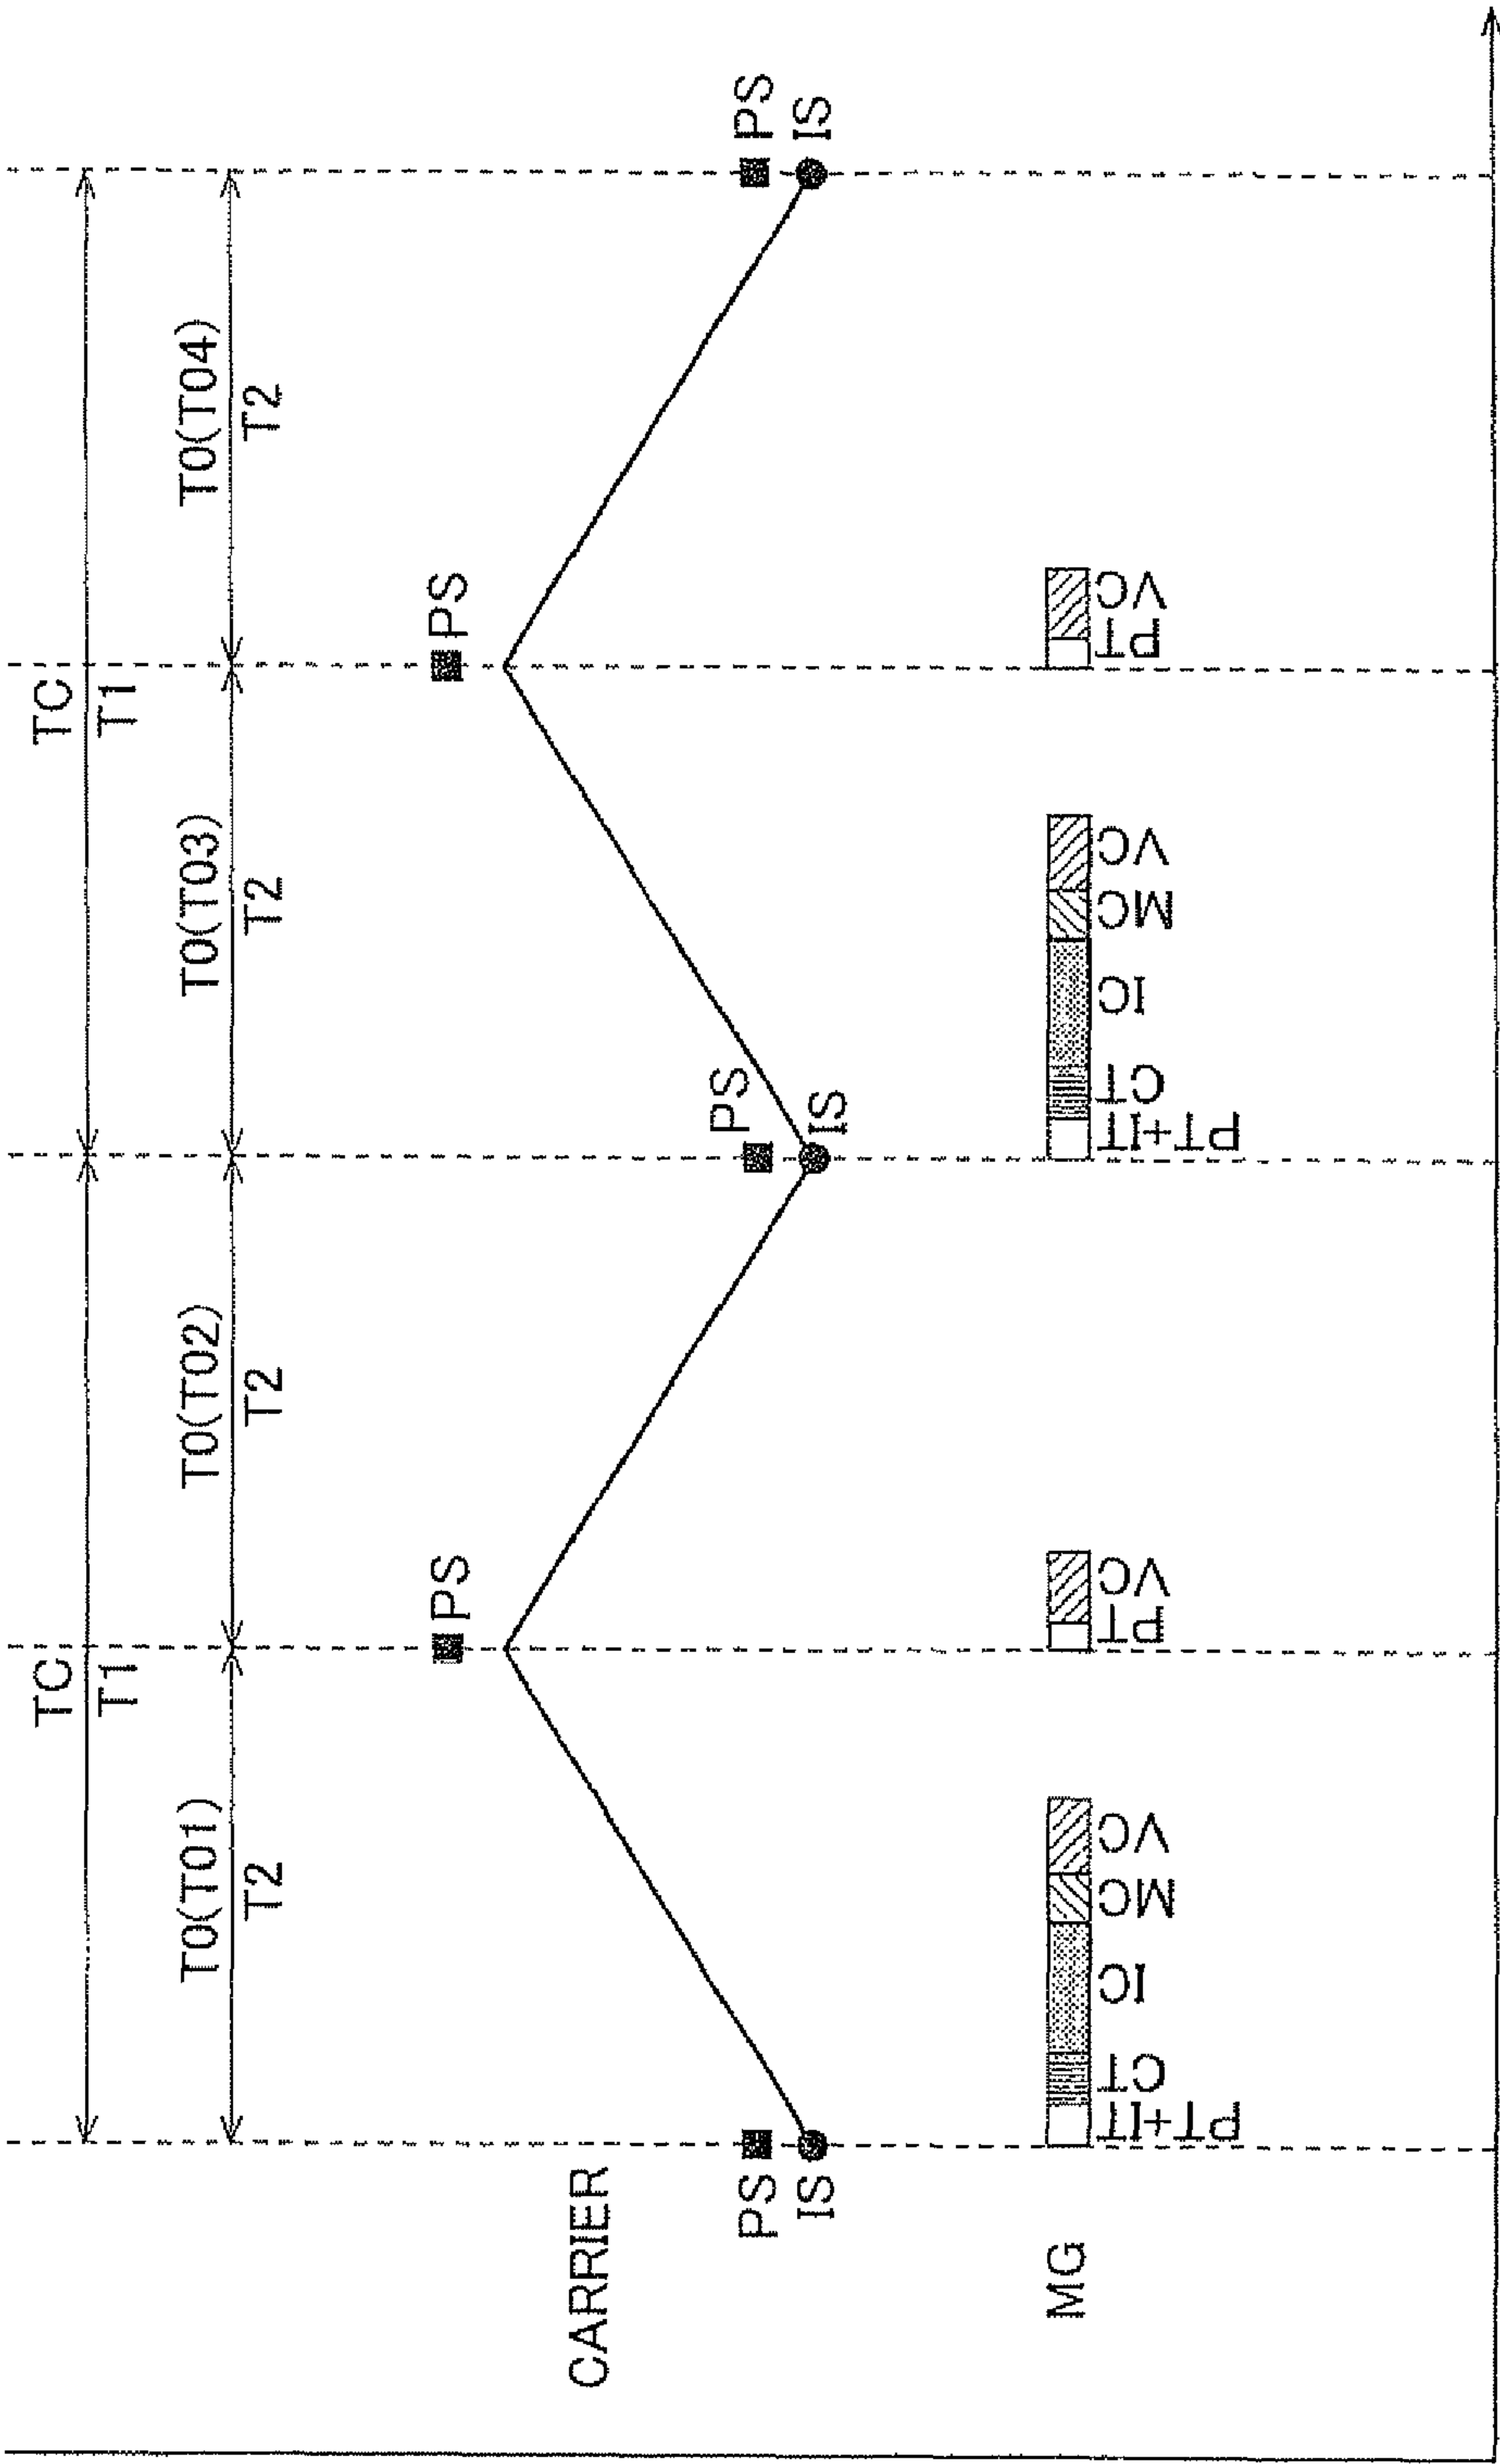 TC
TC
T1
T1
T0(T01)
T0(T02)
T0(T03)
T0(T04)
T2
T2
T2
T2
PS
PS
CARRIER
PS
PS
PS
IS
IS
IS
MG
PT+IT
CT
IC
MC
VC
PT
VC
PT+IT
CT
IC
MC
VC
PT
VC